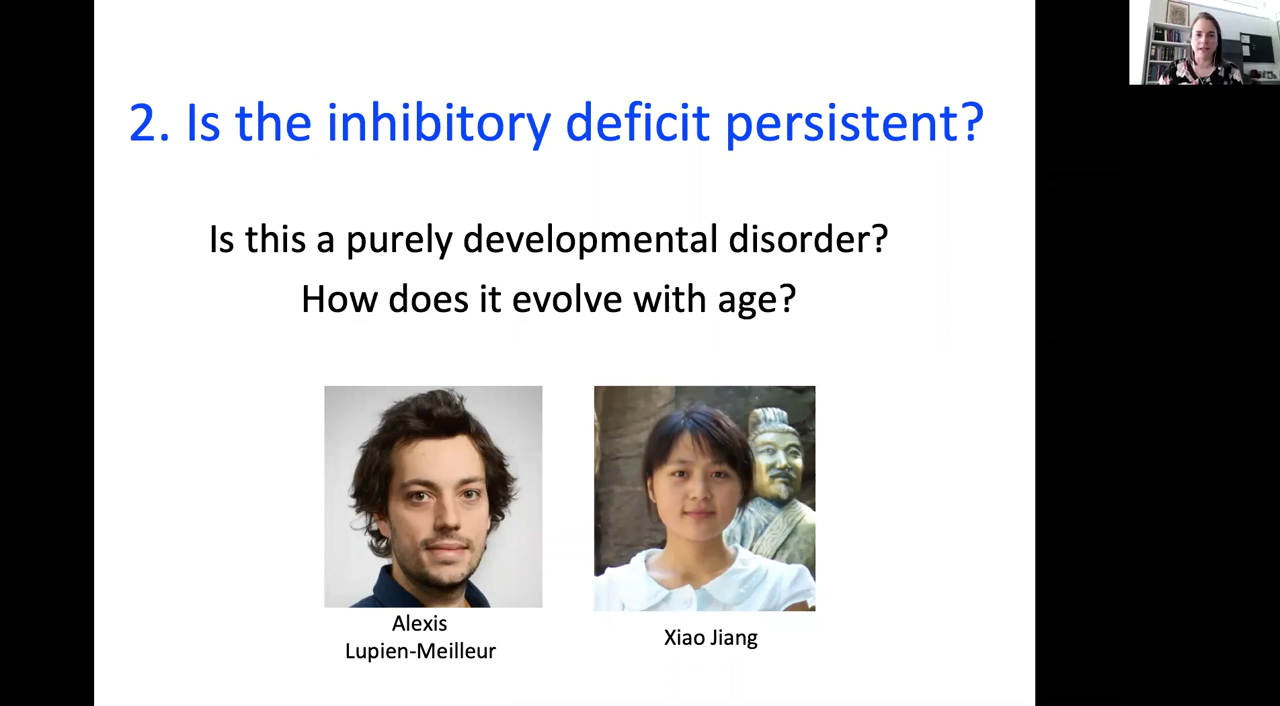 2. Is the inhibitory deficit persistent?
Is this a purely developmental disorder?
How does it evolve with age?
Alexis
Lupien-Meilleur
Xiao Jiang